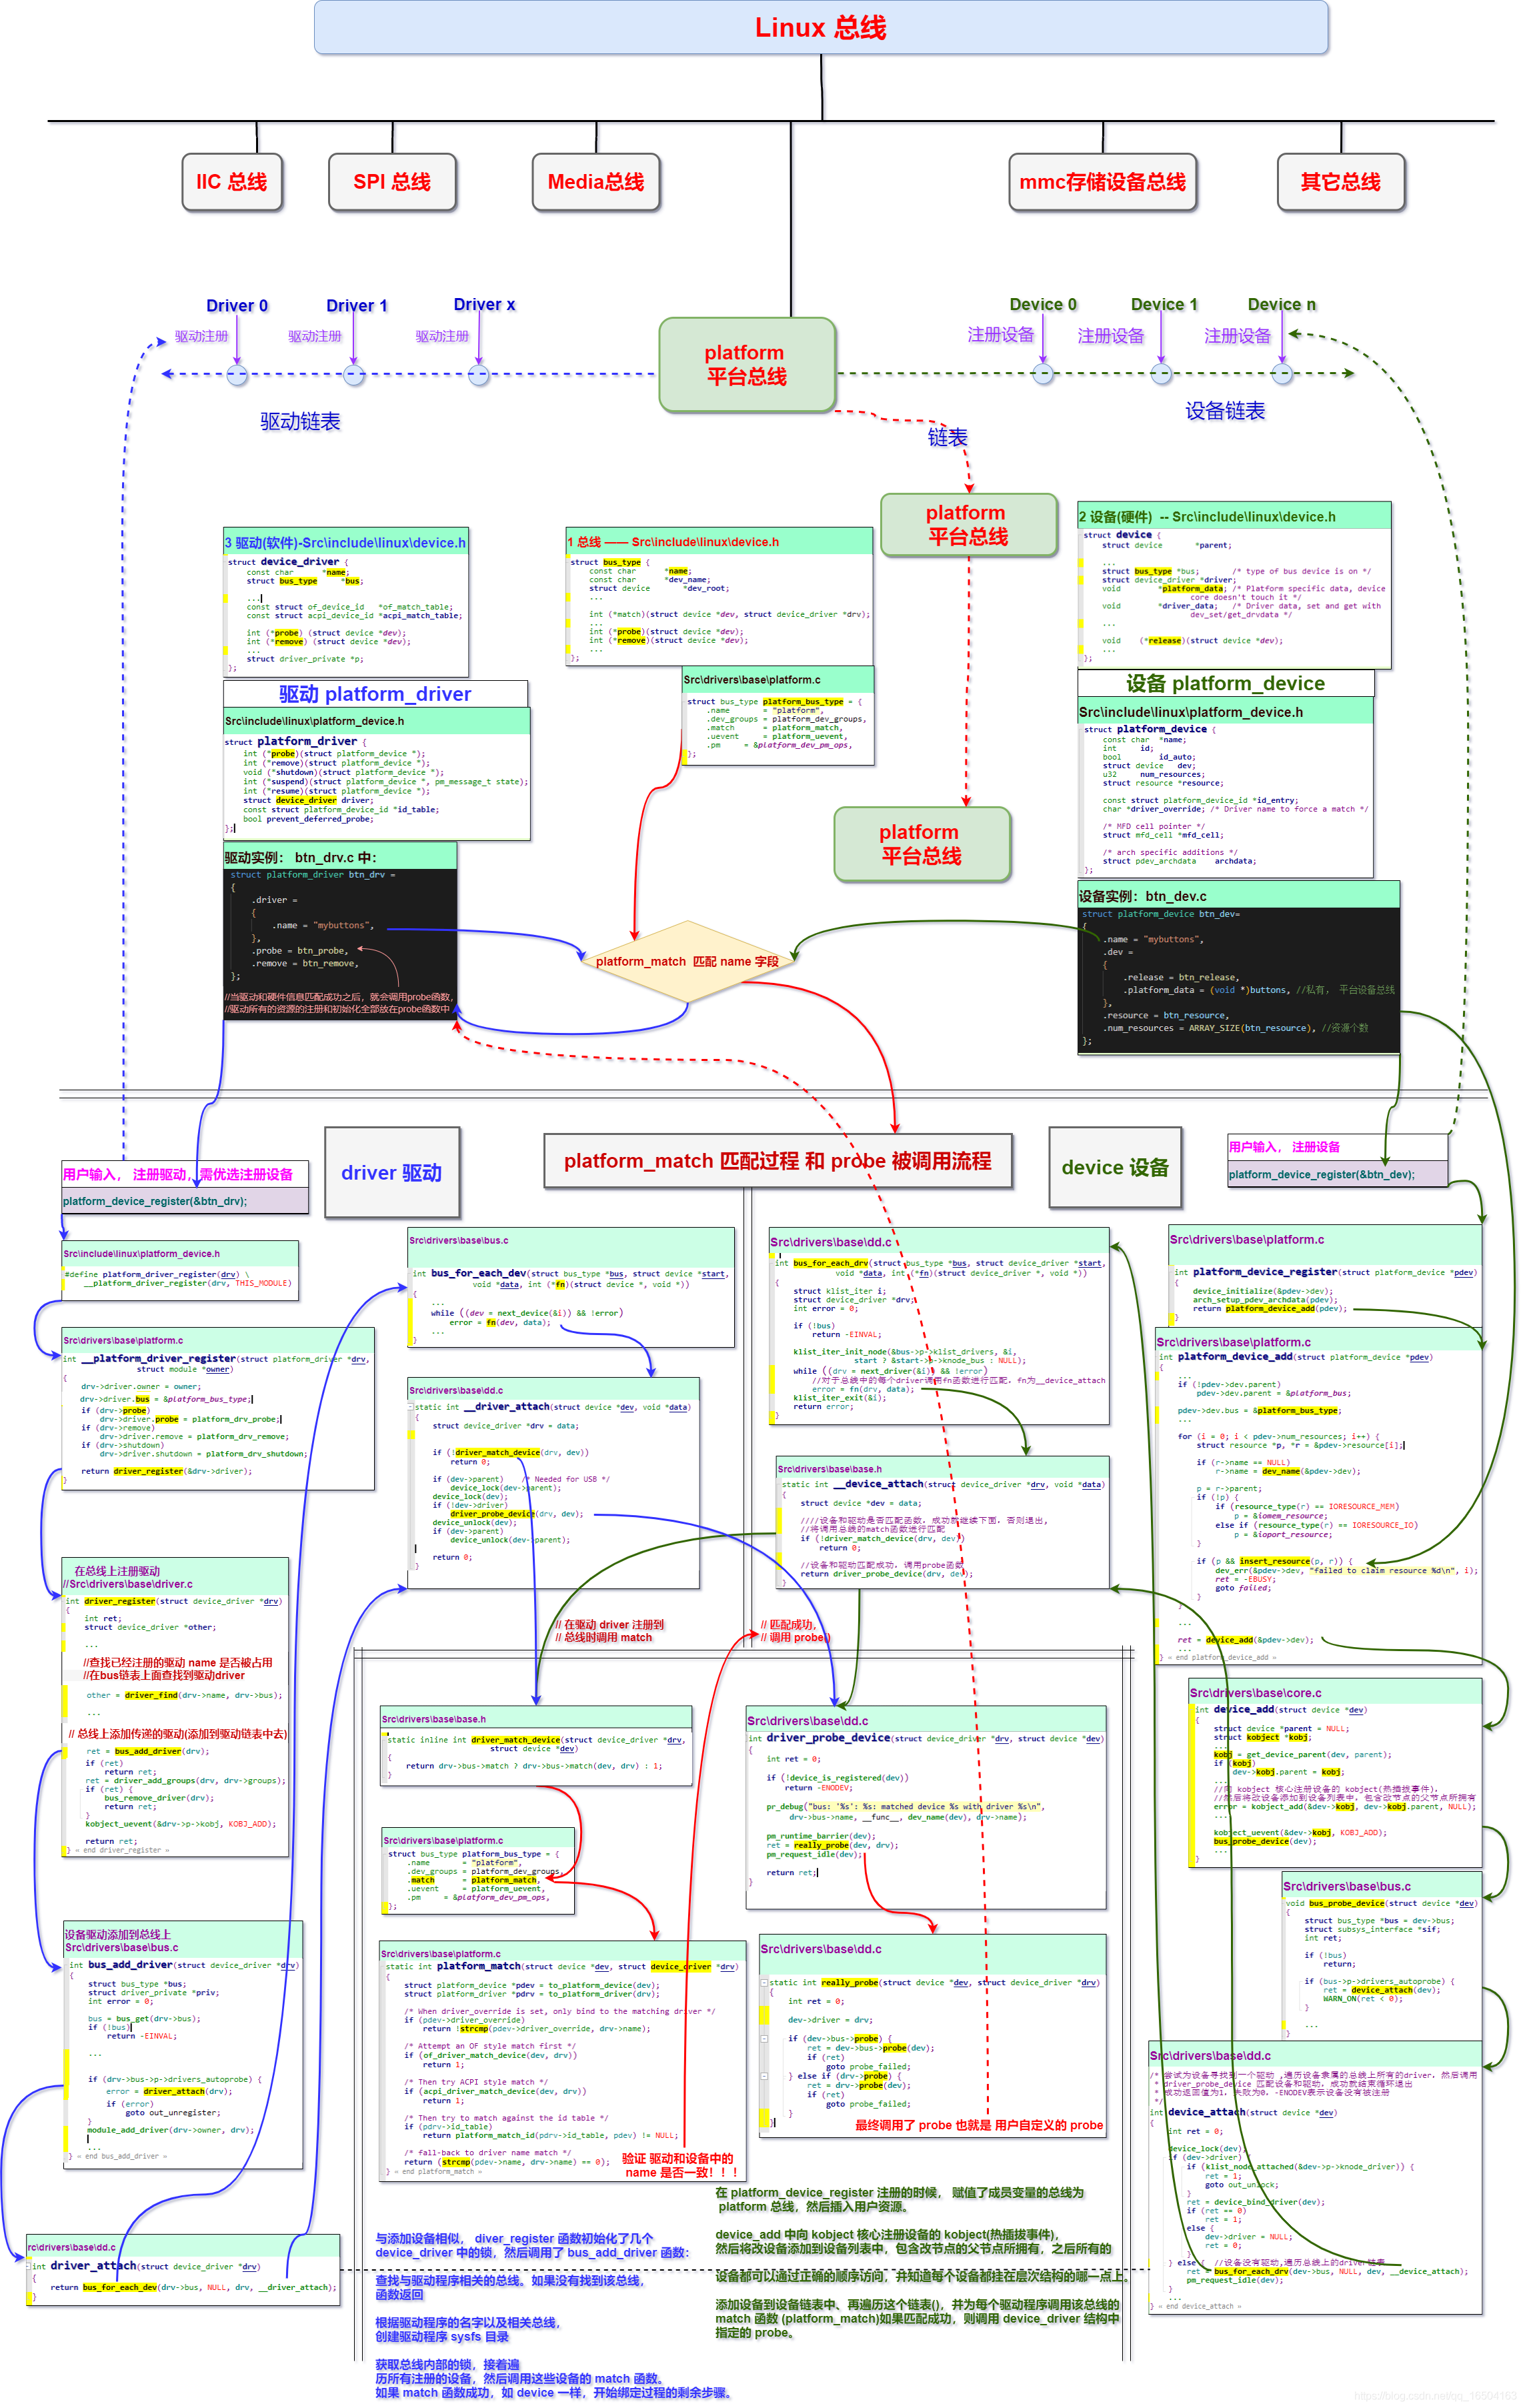 Linux 总线
IIC 总线
SPI 总线
Media总线
mmc存储设备总线
其它总线
Driver 0
Driver 1
Driver x
Device 0
Device 1
Device n
驱动注册
驱动注册
驱动注册
platform
平台总线
注册设备
注册设备
注册设备
驱动链表
设备链表
链表
platform
平台总线
platform
平台总线
3 驱动(软件)-Src\include\linux\device.h
struct device_driver {
const char *name;
struct bus_type *bus;
...
const struct of_device_id *of_match_table;
const struct acpi_device_id *acpi_match_table;
int (*probe) (struct device *dev);
int (*remove) (struct device *dev);
...
struct driver_private *p;
};
1 总线 —— Src\include\linux\device.h
struct bus_type {
const char *name;
const char *dev_name;
struct device *dev_root;
...
int (*match)(struct device *dev, struct device_driver *drv);
...
int (*probe)(struct device *dev);
int (*remove)(struct device *dev);
...
};
Src\drivers\base\platform.c
struct bus_type platform_bus_type = {
.name = "platform",
.dev_groups = platform_dev_groups,
.match = platform_match,
.uevent = platform_uevent,
.pm = &platform_dev_pm_ops,
};
2 设备(硬件) -- Src\include\linux\device.h
struct device {
struct device *parent;
...
struct bus_type *bus; /* type of bus device is on */
struct device_driver *driver;
void *platform_data; /* Platform specific data, device
core doesn't touch it */
void *driver_data; /* Driver data, set and get with
dev_set/get_drvdata */
...
void (*release)(struct device *dev);
...
};
驱动 platform_driver
Src\include\linux\platform_device.h
struct platform_driver {
int (*probe)(struct platform_device *);
int (*remove)(struct platform_device *);
void (*shutdown)(struct platform_device *);
int (*suspend)(struct platform_device *, pm_message_t state);
int (*resume)(struct platform_device *);
struct device_driver driver;
const struct platform_device_id *id_table;
bool prevent_deferred_probe;
};
设备 platform_device
Src\include\linux\platform_device.h
struct platform_device {
const char *name;
int id;
bool id_auto;
struct device dev;
u32 num_resources;
struct resource *resource;
const struct platform_device_id *id_entry;
char *driver_override; /* Driver name to force a match */
/* MFD cell pointer */
struct mfd_cell *mfd_cell;
/* arch specific additions */
struct pdev_archdata archdata;
};
驱动实例： btn_drv.c 中：
struct platform_driver btn_drv =
{
.driver =
{
.name = "mybuttons",
},
.probe = btn_probe,
.remove = btn_remove,
};
//当驱动和硬件信息匹配成功之后，就会调用probe函数，
//驱动所有的资源的注册和初始化全部放在probe函数中
platform_match 匹配 name 字段
设备实例：btn_dev.c
struct platform_device btn_dev=
{
.name = "mybuttons",
.dev =
{
.release = btn_release,
.platform_data = (void *)buttons, //私有， 平台设备总线
},
.resource = btn_resource,
.num_resources = ARRAY_SIZE(btn_resource), //资源个数
};
driver 驱动
platform_match 匹配过程 和 probe 被调用流程
device 设备
用户输入， 注册驱动，需优选注册设备
platform_device_register(&btn_drv);
用户输入， 注册设备
platform_device_register(&btn_dev);
Src\include\linux\platform_device.h
#define platform_driver_register(drv) \
__platform_driver_register(drv, THIS_MODULE)
Src\drivers\base\platform.c
int __platform_driver_register(struct platform_driver *drv,
struct module *owner)
{
drv->driver.owner = owner;
drv->driver.bus = &platform_bus_type;
if (drv->probe)
drv->driver.probe = platform_drv_probe;
if (drv->remove)
drv->driver.remove = platform_drv_remove;
if (drv->shutdown)
drv->driver.shutdown = platform_drv_shutdown;
return driver_register(&drv->driver);
}
在总线上注册驱动
//Src\drivers\base\driver.c
int driver_register(struct device_driver *drv)
{
int ret;
struct device_driver *other;
...
//查找已经注册的驱动 name 是否被占用
//在bus链表上面查找到驱动driver
other = driver_find(drv->name, drv->bus);
...
// 总线上添加传递的驱动(添加到驱动链表中去)
ret = bus_add_driver(drv);
if (ret)
return ret;
ret = driver_add_groups(drv, drv->groups);
if (ret) {
bus_remove_driver(drv);
return ret;
}
kobject_uevent(&drv->p->kobj, KOBJ_ADD);
return ret;
} « end driver_register »
设备驱动添加到总线上
Src\drivers\base\bus.c
int bus_add_driver(struct device_driver *drv)
{
struct bus_type *bus;
struct driver_private *priv;
int error = 0;
bus = bus_get(drv->bus);
if (!bus)
return -EINVAL;
...
if (drv->bus->p->drivers_autoprobe) {
error = driver_attach(drv);
if (error)
goto out_unregister;
}
module_add_driver(drv->owner, drv);
...
} « end bus_add_driver »
rc\drivers\base\dd.c
int driver_attach(struct device_driver *drv)
{
return bus_for_each_dev(drv->bus, NULL, drv, __driver_attach);
}
Src\drivers\base\bus.c
int bus_for_each_dev(struct bus_type *bus, struct device *start,
void *data, int (*fn)(struct device *, void *))
{
...
while ((dev = next_device(&i)) && !error)
error = fn(dev, data);
...
}
Src\drivers\base\dd.c
static int __driver_attach(struct device *dev, void *data)
{
struct device_driver *drv = data;
if (!driver_match_device(drv, dev))
return 0;
if (dev->parent) /* Needed for USB */
device_lock(dev->parent);
device_lock(dev);
if (!dev->driver)
driver_probe_device(drv, dev);
device_unlock(dev);
if (dev->parent)
device_unlock(dev->parent);
return 0;
}
Src\drivers\base\dd.c
int bus_for_each_drv(struct bus_type *bus, struct device_driver *start,
void *data, int (*fn)(struct device_driver *, void *))
{
struct klist_iter i;
struct device_driver *drv;
int error = 0;
if (!bus)
return -EINVAL;
klist_iter_init_node(&bus->p->klist_drivers, &i,
start ? &start->p->knode_bus : NULL);
while ((drv = next_driver(&i)) && !error)
//对于总线中的每个driver调用fn函数进行匹配，fn为__device_attach
error = fn(drv, data);
klist_iter_exit(&i);
return error;
}
Src\drivers\base\base.h
static int __device_attach(struct device_driver *drv, void *data)
{
struct device *dev = data;
////设备和驱动是否匹配函数，成功就继续下面，否则退出，
//将调用总线的match函数进行匹配
if (!driver_match_device(drv, dev))
return 0;
//设备和驱动匹配成功，调用probe函数
return driver_probe_device(drv, dev);
}
// 在驱动 driver 注册到
// 总线时调用 match
// 匹配成功，
// 调用 probe()
Src\drivers\base\base.h
static inline int driver_match_device(struct device_driver *drv,
struct device *dev)
{
return drv->bus->match ? drv->bus->match(dev, drv) : 1;
}
Src\drivers\base\platform.c
struct bus_type platform_bus_type = {
.name = "platform",
.dev_groups = platform_dev_groups,
.match = platform_match,
.uevent = platform_uevent,
.pm = &platform_dev_pm_ops,
};
Src\drivers\base\platform.c
static int platform_match(struct device *dev, struct device_driver *drv)
{
struct platform_device *pdev = to_platform_device(dev);
struct platform_driver *pdrv = to_platform_driver(drv);
/* When driver_override is set, only bind to the matching driver */
if (pdev->driver_override)
return !strcmp(pdev->driver_override, drv->name);
/* Attempt an OF style match first */
if (of_driver_match_device(dev, drv))
return 1;
/* Then try ACPI style match */
if (acpi_driver_match_device(dev, drv))
return 1;
/* Then try to match against the id table */
if (pdrv->id_table)
return platform_match_id(pdrv->id_table, pdev) != NULL;
/* fall-back to driver name match */
return (strcmp(pdev->name, drv->name) == 0);
} « end platform_match »
验证 驱动和设备中的
name 是否一致！！！
Src\drivers\base\dd.c
int driver_probe_device(struct device_driver *drv, struct device *dev)
{
int ret = 0;
if (!device_is_registered(dev))
return -ENODEV;
pr_debug("bus: '%s': %s: matched device %s with driver %s\n",
drv->bus->name, __func__, dev_name(dev), drv->name);
pm_runtime_barrier(dev);
ret = really_probe(dev, drv);
pm_request_idle(dev);
return ret;
}
Src\drivers\base\dd.c
static int really_probe(struct device *dev, struct device_driver *drv)
{
int ret = 0;
dev->driver = drv;
if (dev->bus->probe) {
ret = dev->bus->probe(dev);
if (ret)
goto probe_failed;
} else if (drv->probe) {
ret = drv->probe(dev);
if (ret)
goto probe_failed;
}
}
最终调用了 probe 也就是 用户自定义的 probe
Src\drivers\base\platform.c
int platform_device_register(struct platform_device *pdev)
{
device_initialize(&pdev->dev);
arch_setup_pdev_archdata(pdev);
return platform_device_add(pdev);
}
Src\drivers\base\platform.c
int platform_device_add(struct platform_device *pdev)
{
...
if (!pdev->dev.parent)
pdev->dev.parent = &platform_bus;
pdev->dev.bus = &platform_bus_type;
...
for (i = 0; i < pdev->num_resources; i++) {
struct resource *p, *r = &pdev->resource[i];
if (r->name == NULL)
r->name = dev_name(&pdev->dev);
p = r->parent;
if (!p) {
if (resource_type(r) == IORESOURCE_MEM)
p = &iomem_resource;
else if (resource_type(r) == IORESOURCE_IO)
p = &ioport_resource;
}
if (p && insert_resource(p, r)) {
dev_err(&pdev->dev, "failed to claim resource %d\n", i);
ret = -EBUSY;
goto failed;
}
}
...
ret = device_add(&pdev->dev);
...
} « end platform_device_add »
Src\drivers\base\core.c
int device_add(struct device *dev)
{
struct device *parent = NULL;
struct kobject *kobj;
...
kobj = get_device_parent(dev, parent);
if (kobj)
dev->kobj.parent = kobj;
...
//向 kobject 核心注册设备的 kobject(热插拔事件)，
//然后将改设备添加到设备列表中，包含改节点的父节点所拥有
error = kobject_add(&dev->kobj, dev->kobj.parent, NULL);
...
kobject_uevent(&dev->kobj, KOBJ_ADD);
bus_probe_device(dev);
...
}
Src\drivers\base\bus.c
void bus_probe_device(struct device *dev)
{
struct bus_type *bus = dev->bus;
struct subsys_interface *sif;
int ret;
if (!bus)
return;
if (bus->p->drivers_autoprobe) {
ret = device_attach(dev);
WARN_ON(ret < 0);
}
...
}
Src\drivers\base\dd.c
/* 尝试为设备寻找到一个驱动 ,遍历设备隶属的总线上所有的driver，然后调用
* driver_probe_device 匹配设备和驱动，成功就结束循环退出
* 成功返回值为1，失败为0，-ENODEV表示设备没有被注册
*/
int device_attach(struct device *dev)
{
int ret = 0;
device_lock(dev);
if (dev->driver) {
if (klist_node_attached(&dev->p->knode_driver)) {
ret = 1;
goto out_unlock;
}
ret = device_bind_driver(dev);
if (ret == 0)
ret = 1;
else {
dev->driver = NULL;
ret = 0;
}
} else { //设备没有驱动,遍历总线上的driver链表
ret = bus_for_each_drv(dev->bus, NULL, dev, __device_attach);
pm_request_idle(dev);
}
...
} « end device_attach »
与添加设备相似， diver_register 函数初始化了几个
device_driver 中的锁，然后调用了 bus_add_driver 函数：
查找与驱动程序相关的总线。如果没有找到该总线，
函数返回
根据驱动程序的名字以及相关总线，
创建驱动程序 sysfs 目录
获取总线内部的锁，接着遍
历所有注册的设备，然后调用这些设备的 match 函数。
如果 match 函数成功，如 device 一样，开始绑定过程的剩余步骤。
在 platform_device_register 注册的时候， 赋值了成员变量的总线为
platform 总线，然后插入用户资源。
device_add 中向 kobject 核心注册设备的 kobject(热插拔事件)，
然后将改设备添加到设备列表中，包含改节点的父节点所拥有，之后所有的
设备都可以通过正确的顺序访问，并知道每个设备都挂在层次结构的哪一点上。
添加设备到设备链表中、再遍历这个链表()，并为每个驱动程序调用该总线的
match 函数 (platform_match)如果匹配成功，则调用 device_driver 结构中
指定的 probe。
https://blog.csdn.net/qq_16504163